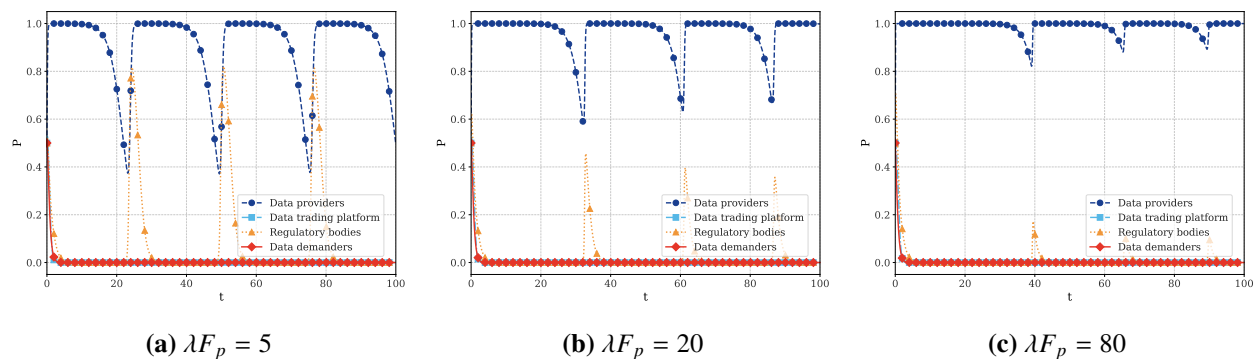 1.0
0.8
0.6
0.4
0.2
0.0
P
0 20 40 60 80 100
t
Data providers
Data trading platform
Regulatory bodies
Data demanders
(a) λF_p = 5
1.0
0.8
0.6
0.4
0.2
0.0
P
0 20 40 60 80 100
t
Data providers
Data trading platform
Regulatory bodies
Data demanders
(b) λF_p = 20
1.0
0.8
0.6
0.4
0.2
0.0
P
0 20 40 60 80 100
t
Data providers
Data trading platform
Regulatory bodies
Data demanders
(c) λF_p = 80